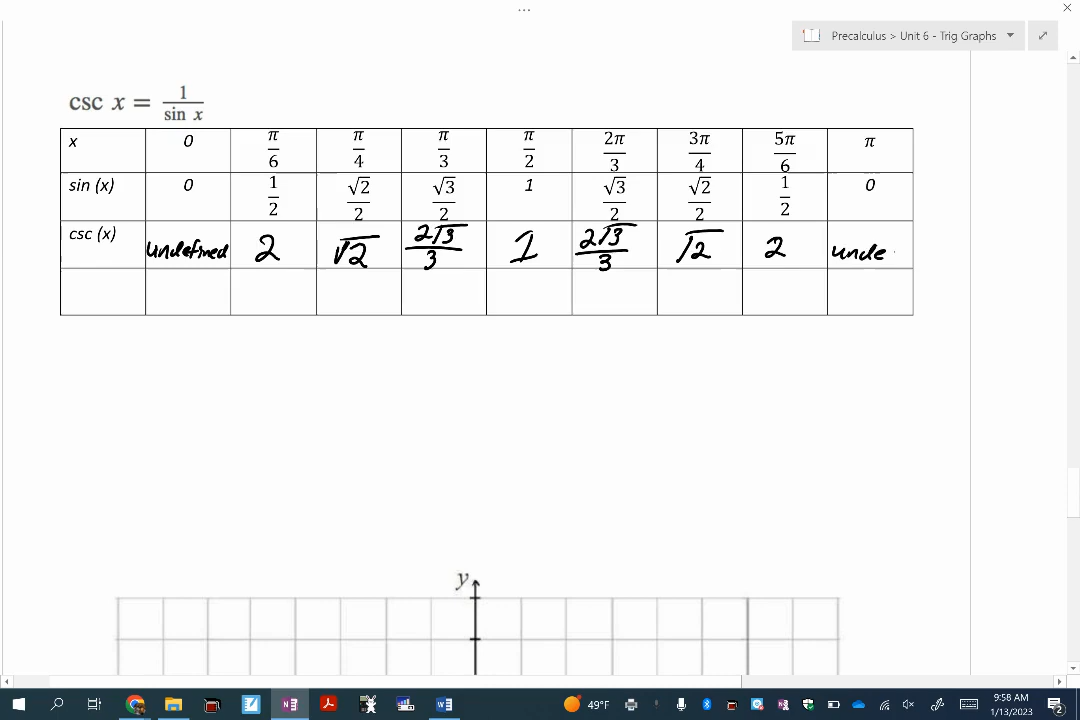 Precalculus > Unit 6 - Trig Graphs
csc x = 1/sin x
x 0 π/6 π/4 π/3 π/2 2π/3 3π/4 5π/6 π
sin (x) 0 1/2 √2/2 √3/2 1 √3/2 √2/2 1/2 0
csc (x) undefined 2 √2 2√3/3 1 2√3/3 √2 2 unde
y
49°F
9:58 AM
1/13/2023
2